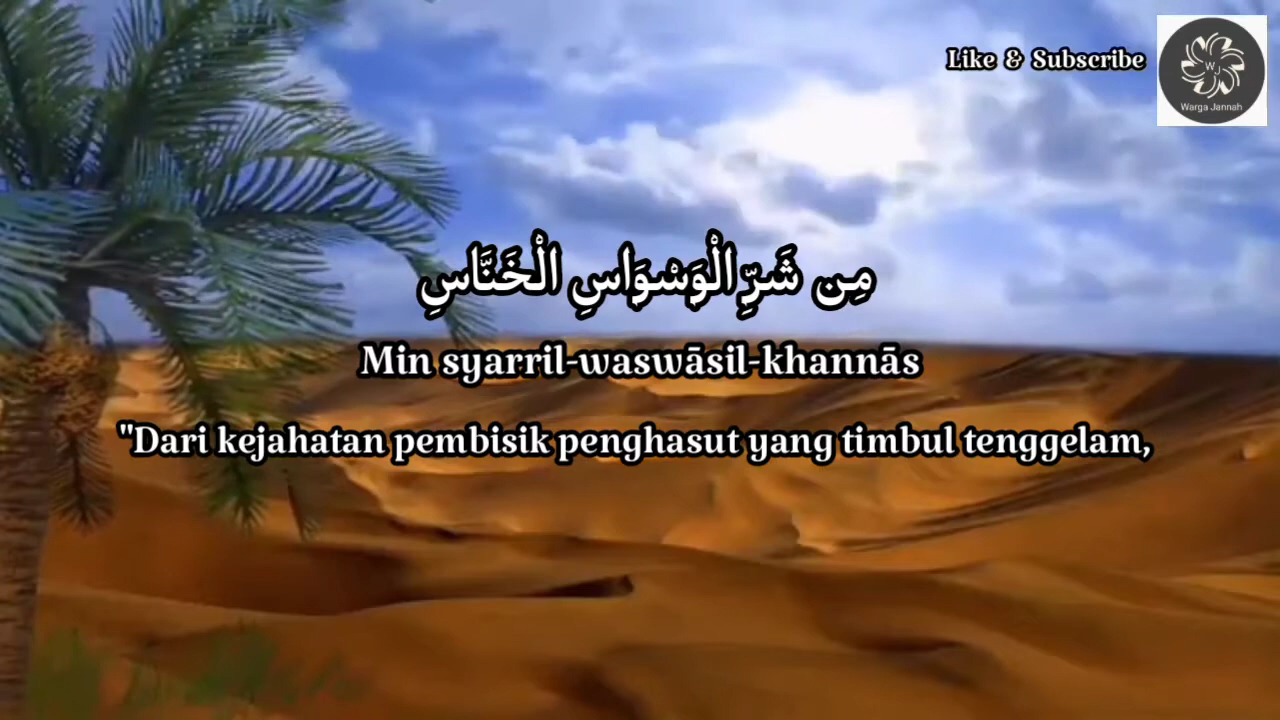 Like & Subscribe
W J
Warga Jannah
مِن شَرِّ الْوَسْوَاسِ الْخَنَّاسِ
Min syarril-waswāsil-khannās
"Dari kejahatan pembisik penghasut yang timbul tenggelam,